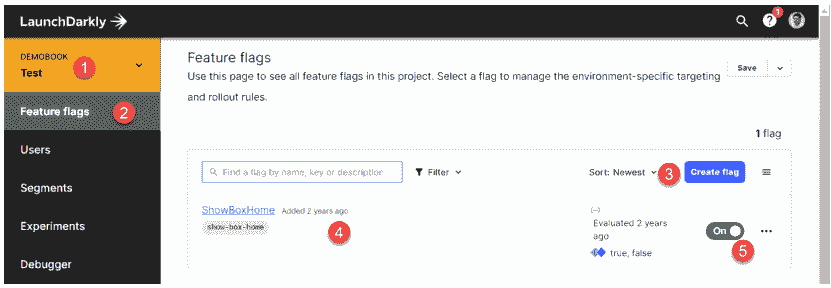 LaunchDarkly
1
DEMOBOOK
Test
1
Feature flags
2
Users
Segments
Experiments
Debugger
Feature flags
Use this page to see all feature flags in this project. Select a flag to manage the environment-specific targeting
and rollout rules.
Save
1 flag
Find a flag by name, key or description
Filter
Sort: Newest
3
Create flag
ShowBoxHome Added 2 years ago
show-box-home
4
Evaluated 2 years
ago
true, false
On
5